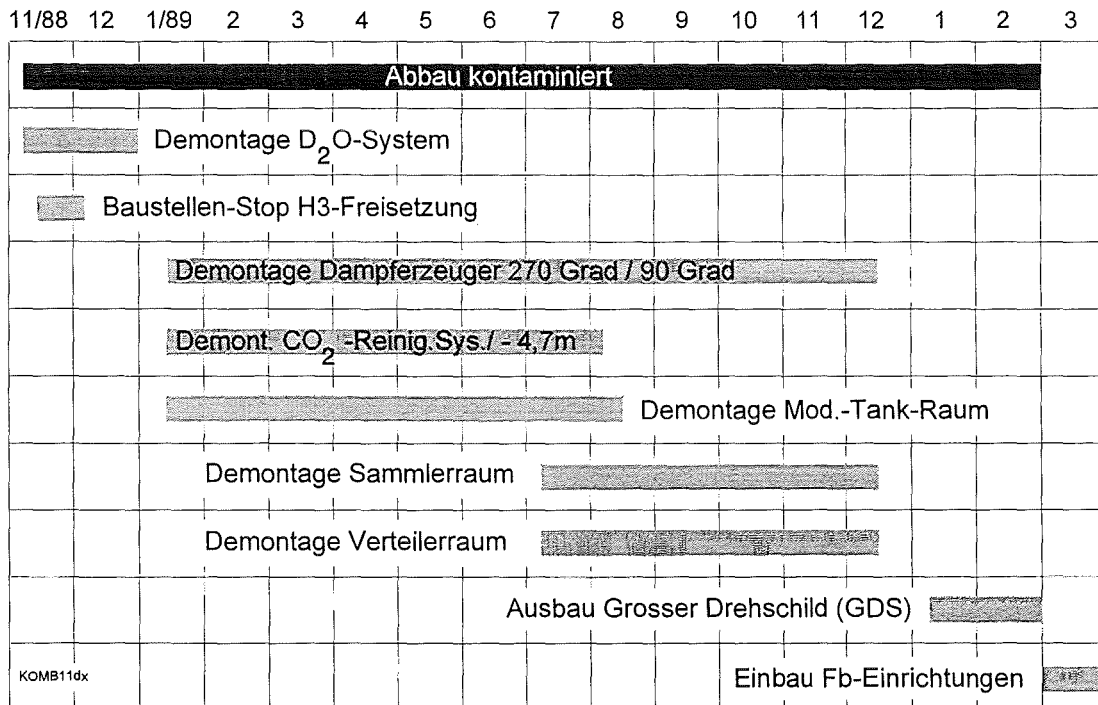 11/88 12 1/89 2 3 4 5 6 7 8 9 10 11 12 1 2 3
Abbau kontaminiert
Demontage D2O-System
Baustellen-Stop H3-Freisetzung
Demontage Dampferzeuger 270 Grad / 90 Grad
Demont. CO2 -Reinig.Sys./ - 4,7m
Demontage Mod.-Tank-Raum
Demontage Sammlerraum
Demontage Verteilerraum
Ausbau Grosser Drehschild (GDS)
KOMB11dx
Einbau Fb-Einrichtungen